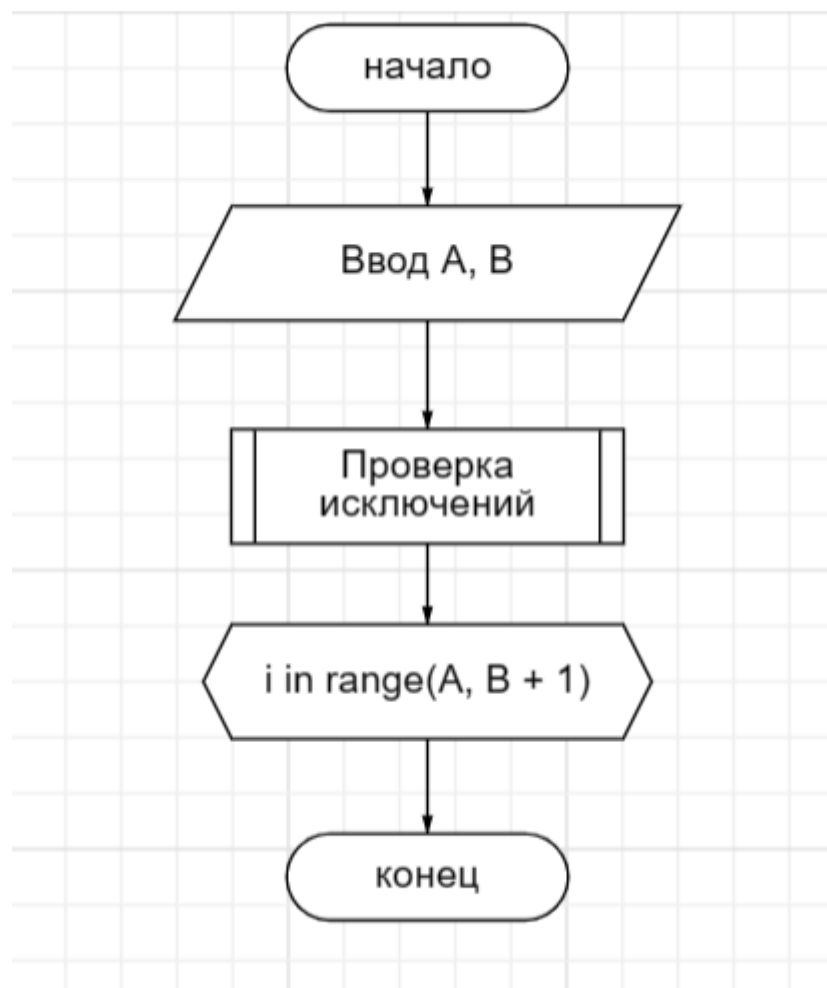 начало
Ввод А, В
Проверка
исключений
i in range(A, B + 1)
конец